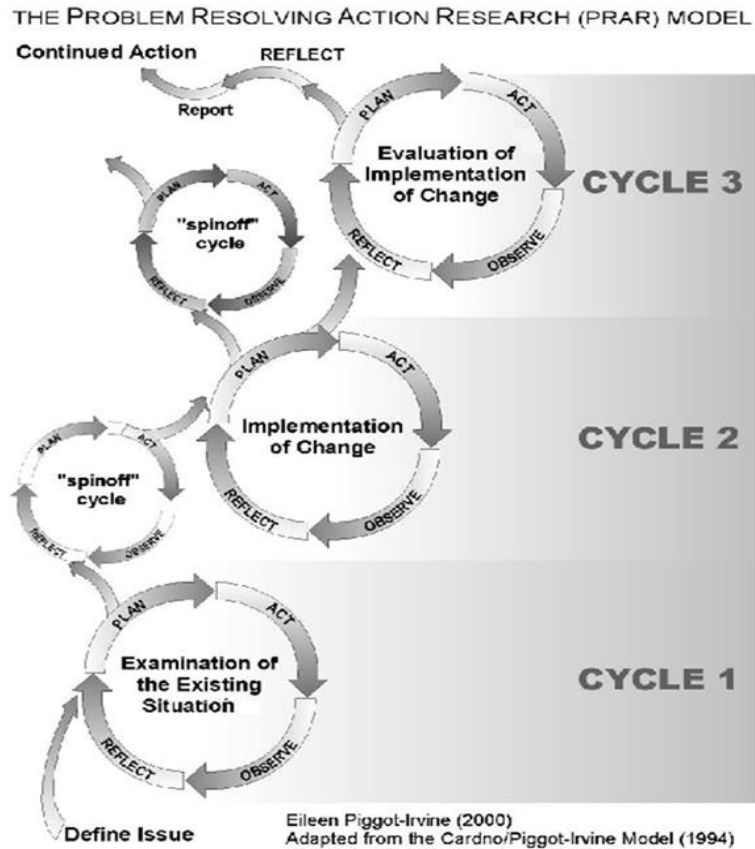 THE PROBLEM RESOLVING ACTION RESEARCH (PRAR) MODEL
Continued Action
REFLECT
Report
PLAN
ACT
Evaluation of
Implementation
of Change
REFLECT
OBSERVE
CYCLE 3
PLAN
ACT
"spinoff"
cycle
REFLECT
OBSERVE
PLAN
ACT
Implementation
of Change
REFLECT
OBSERVE
CYCLE 2
PLAN
ACT
"spinoff"
cycle
REFLECT
OBSERVE
PLAN
ACT
Examination of
the Existing
Situation
REFLECT
OBSERVE
CYCLE 1
Define Issue
Eileen Piggot-Irvine (2000)
Adapted from the Cardno/Piggot-Irvine Model (1994)